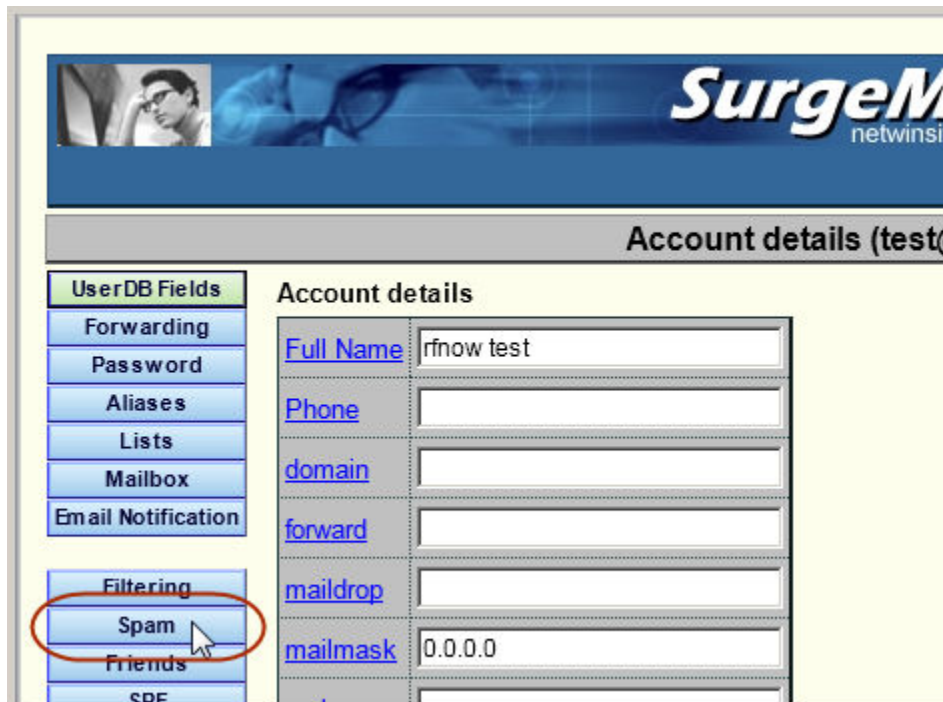 SurgeM
netwinsi
Account details (test@
UserDB Fields
Forwarding
Password
Aliases
Lists
Mailbox
Email Notification
Filtering
Spam
Friends
SPF
Account details
Full Name rfnow test
Phone
domain
forward
maildrop
mailmask 0.0.0.0